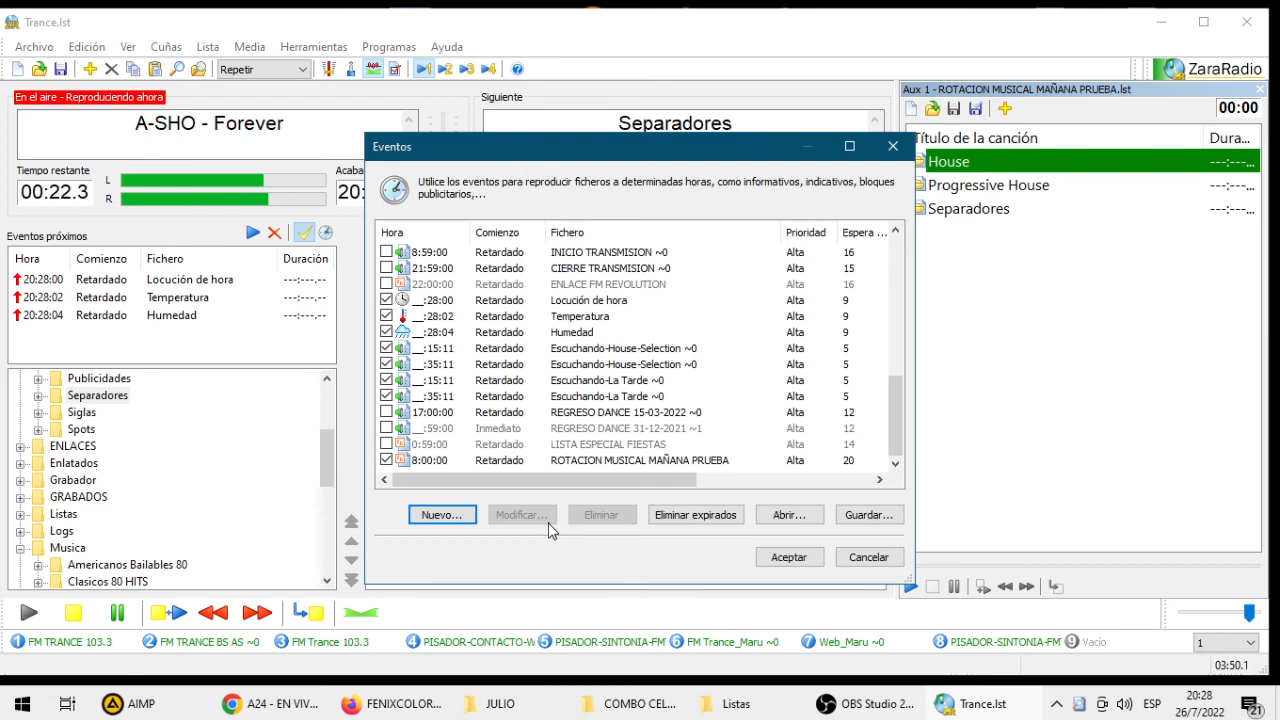 Trance.lst
Archivo Edición Ver Cuñas Lista Media Herramientas Programas Ayuda
Repetir 1 2 3 4 ZaraRadio
En el aire - Reproduciendo ahora
A-SHO - Forever
Tiempo restante Acaba
00:22.3 L R 20:
Siguiente
Separadores
Eventos próximos
Hora Comienzo Fichero Duración
20:28:00 Retardado Locución de hora ---:---,--
20:28:02 Retardado Temperatura ---:---,--
20:28:04 Retardado Humedad ---:---,--
Publicidades
Separadores
Siglas
Spots
ENLACES
Enlatados
Grabador
GRABADOS
Listas
Logs
Musica
Americanos Bailables 80
Clasicos 80 HITS
Eventos
Utilice los eventos para reproducir ficheros a determinadas horas, como informativos, indicativos, bloques
publicitarios,...
Hora Comienzo Fichero Prioridad Espera ...
8:59:00 Retardado INICIO TRANSMISION ~0 Alta 16
21:59:00 Retardado CIERRE TRANSMISION ~0 Alta 15
22:00:00 Retardado ENLACE FM REVOLUTION Alta 16
__:28:00 Retardado Locución de hora Alta 9
__:28:02 Retardado Temperatura Alta 9
__:28:04 Retardado Humedad Alta 9
__:15:11 Retardado Escuchando-House-Selection ~0 Alta 5
__:35:11 Retardado Escuchando-House-Selection ~0 Alta 5
__:15:11 Retardado Escuchando-La Tarde ~0 Alta 5
__:35:11 Retardado Escuchando-La Tarde ~0 Alta 5
17:00:00 Retardado REGRESO DANCE 15-03-2022 ~0 Alta 12
__:59:00 Inmediato REGRESO DANCE 31-12-2021 ~1 Alta 12
0:59:00 Retardado LISTA ESPECIAL FIESTAS Alta 14
8:00:00 Retardado ROTACION MUSICAL MAÑANA PRUEBA Alta 20
Nuevo... Modificar... Eliminar Eliminar expirados Abrir... Guardar...
Aceptar Cancelar
Aux 1 - ROTACION MUSICAL MAÑANA PRUEBA.lst
00:00
Título de la canción Dura...
House ---:--...
Progressive House ---:--...
Separadores ---:--...
1 FM TRANCE 103.3 2 FM TRANCE BS AS ~0 3 FM Trance 103.3 4 PISADOR-CONTACTO-W 5 PISADOR-SINTONIA-FM 6 FM Trance_Maru ~0 7 Web_Maru ~0 8 PISADOR-SINTONIA-FM 9 Vacío 1
03:50.1
AIMP A24 - EN VIV... FENIXCOLOR... JULIO COMBO CEL... Listas OBS Studio 2... Trance.lst ESP 20:28
26/7/2022 21